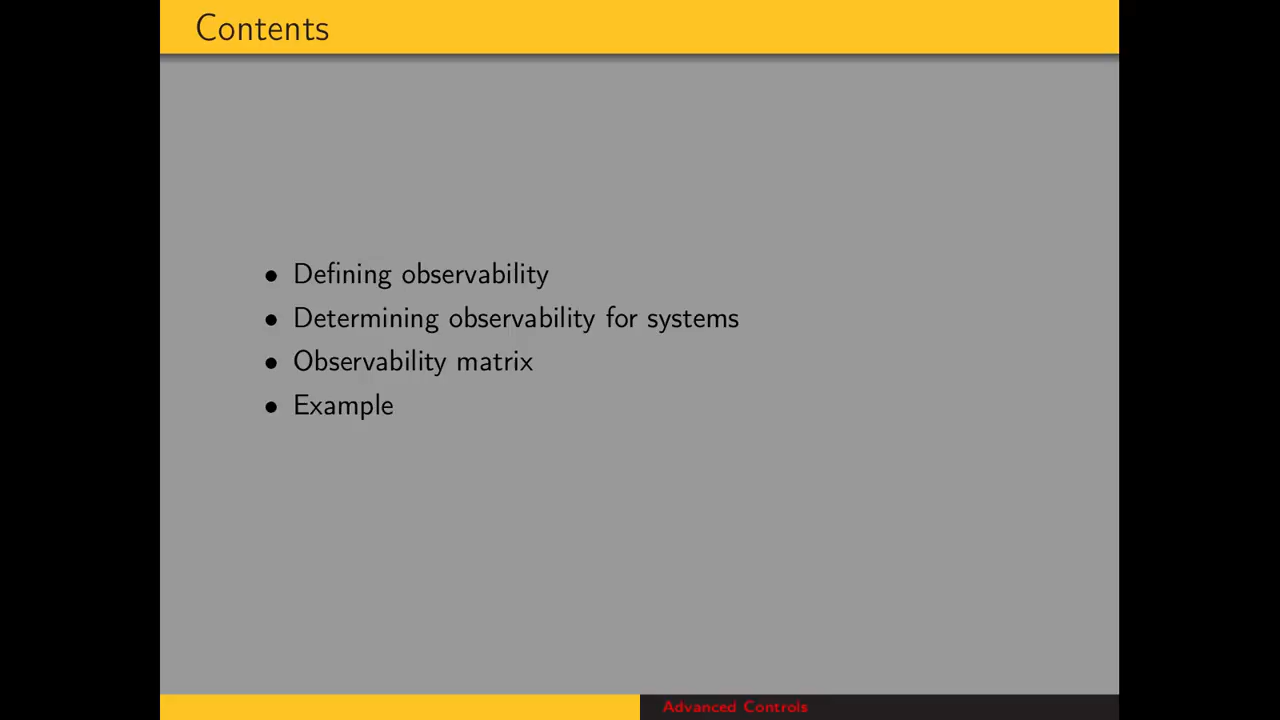 Contents
• Defining observability
• Determining observability for systems
• Observability matrix
• Example
Advanced Controls